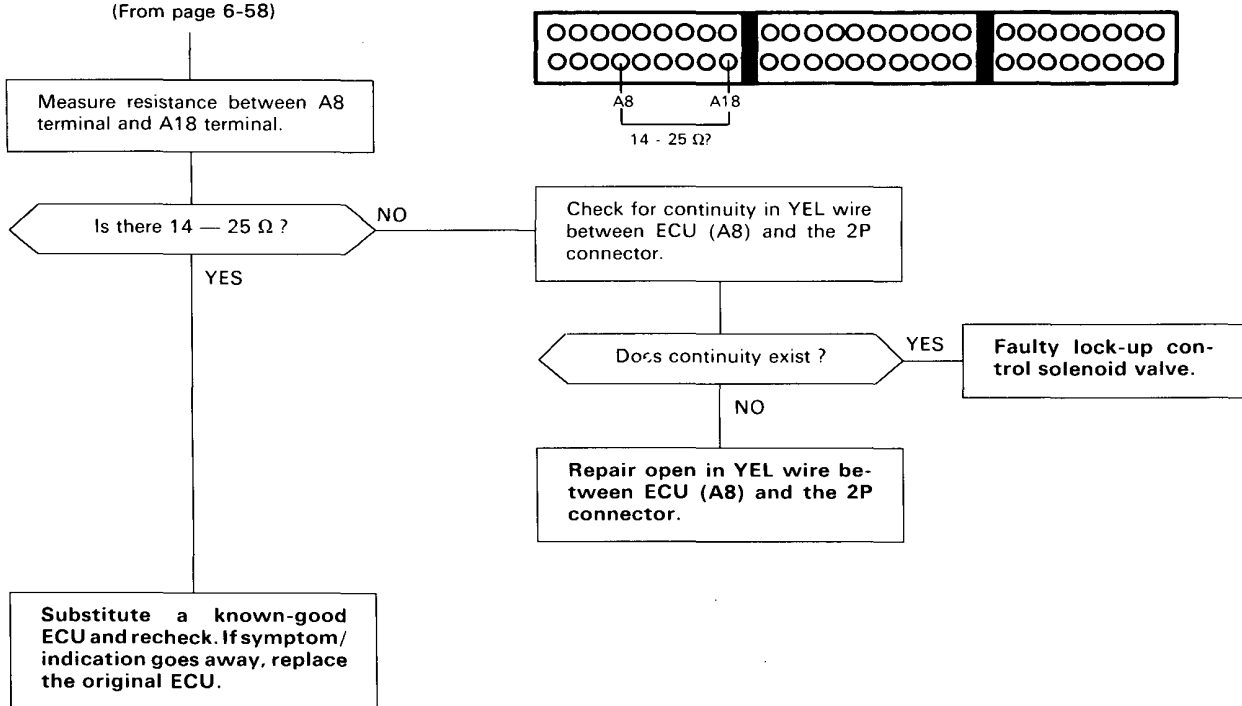 (From page 6-58)
Measure resistance between A8
terminal and A18 terminal.
A8
A18
14 - 25 Ω?
Is there 14 — 25 Ω ?
NO
YES
Check for continuity in YEL wire
between ECU (A8) and the 2P
connector.
Does continuity exist ?
YES
Faulty lock-up con-
trol solenoid valve.
NO
Repair open in YEL wire be-
tween ECU (A8) and the 2P
connector.
Substitute a known-good
ECU and recheck. If symptom/
indication goes away, replace
the original ECU.